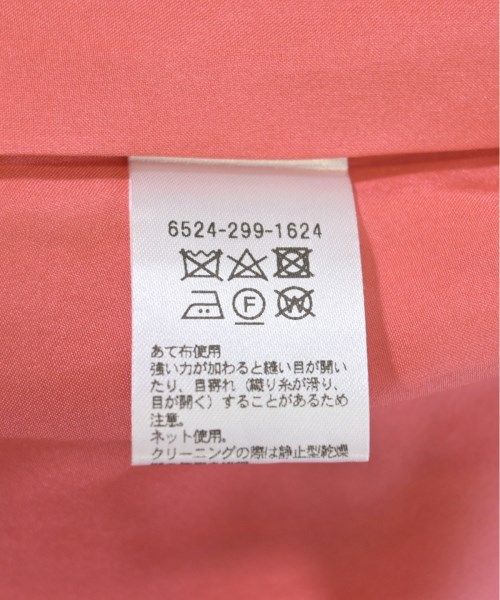 6524-299-1624
F
W
あて布使用
強い力が加わると縫い目が開い
たり、目寄れ（織り糸が滑り、
目が開く）することがあるため
注意。
ネット使用。
クリーニングの際は静止型乾燥